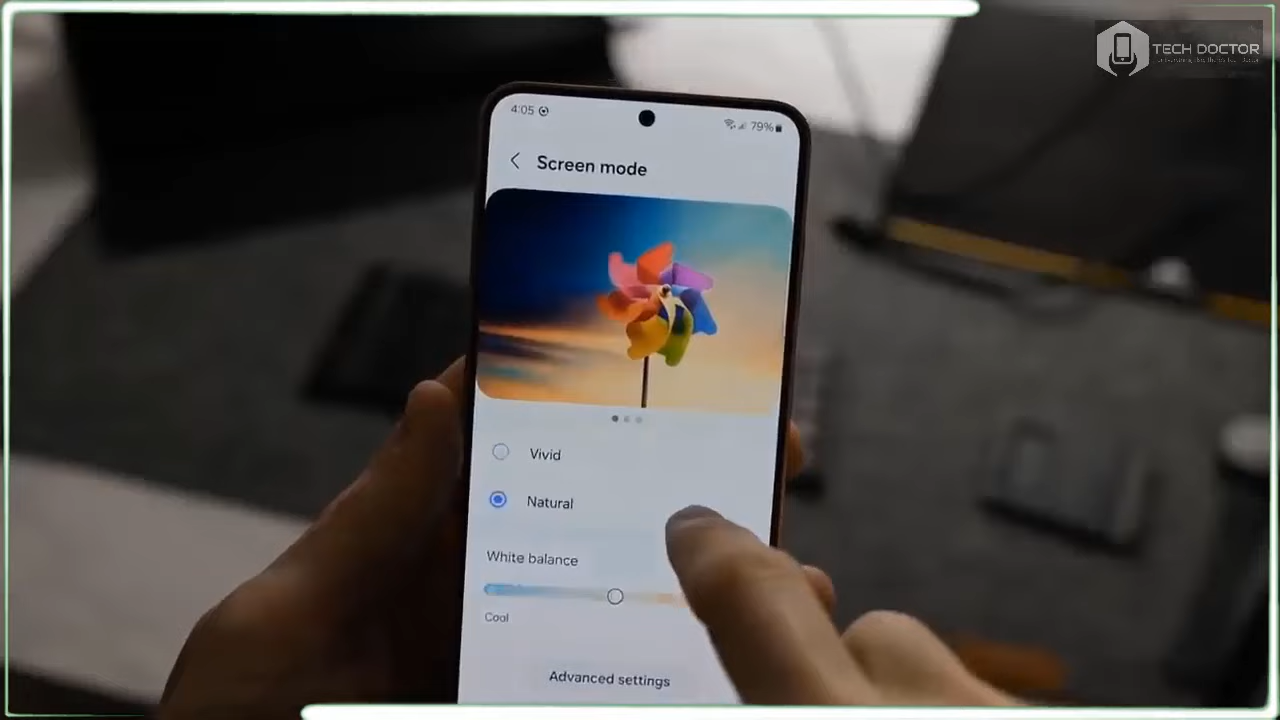 TECH DOCTOR
4:05
79%
Screen mode
Vivid
Natural
White balance
Cool
Advanced settings